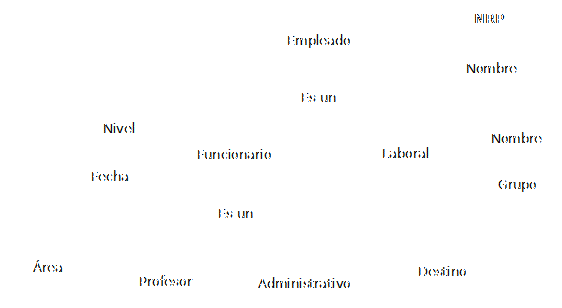 NRP
Empleado
Nombre
Es un
Nivel
Nombre
Funcionario
Laboral
Fecha
Grupo
Es un
Área
Destino
Profesor
Administrativo